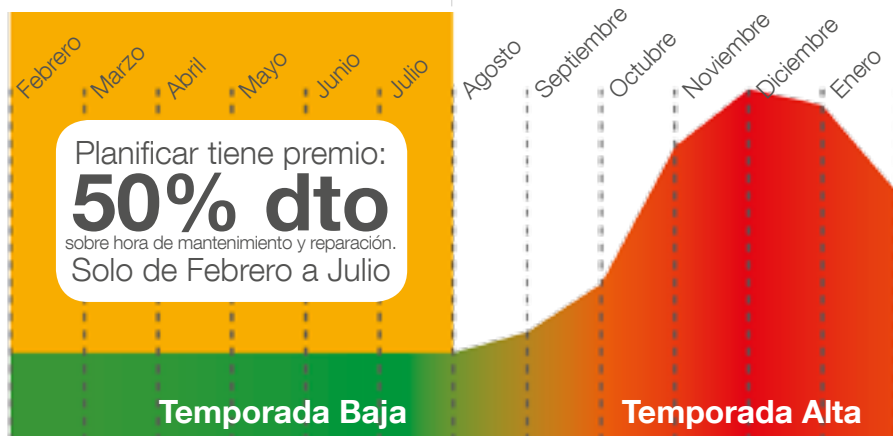 Febrero
Marzo
Abril
Mayo
Junio
Julio
Agosto
Septiembre
Octubre
Noviembre
Diciembre
Enero
Planificar tiene premio:
50% dto
sobre hora de mantenimiento y reparación.
Solo de Febrero a Julio
Temporada Baja
Temporada Alta